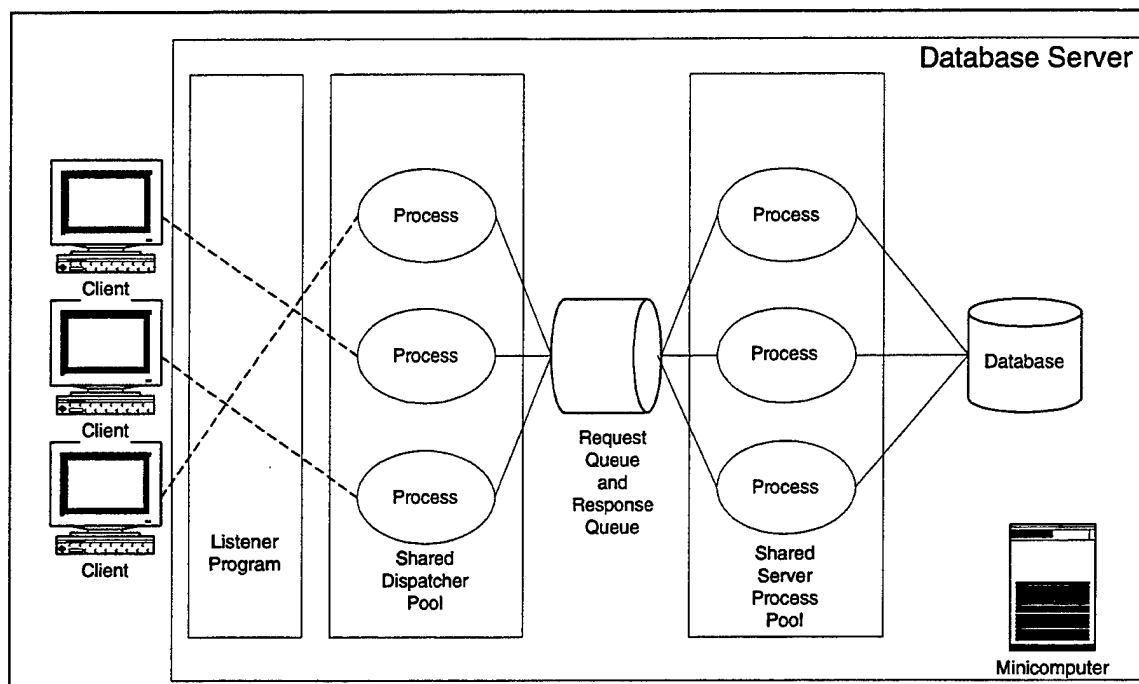 Database Server
Client
Client
Client
Listener
Program
Process
Process
Process
Shared
Dispatcher
Pool
Request
Queue
and
Response
Queue
Process
Process
Process
Shared
Server
Process
Pool
Database
Minicomputer